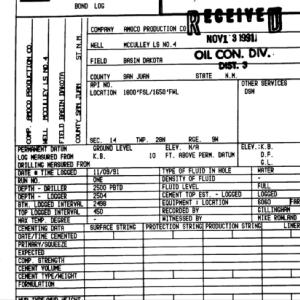 BOND LOG
RECEIVED
NOV 13 1991
OIL CON. DIV.
DIST. 3
COMP. AMOCO PRODUCTION CO
WELL MCCULLEY LS NO.4
FIELD BASIN DAKOTA
COUNTY SAN JUAN ST. N.M.
COMPANY AMOCO PRODUCTION CO
WELL MCCULLEY LS NO.4
FIELD BASIN DAKOTA
COUNTY SAN JUAN STATE N.M.
API NO. OTHER SERVICES
LOCATION 1800'FSL/1650'FWL DSN
SEC. 14 TWP. 28N RGE. 9W
PERMANENT DATUM GROUND LEVEL ELEV. N/A ELEV.:K.B.
LOG MEASURED FROM K.B. 10 FT. ABOVE PERM. DATUM D.F.
DRILLING MEASURED FROM G.L.
DATE & TIME LOGGED 11/09/91 TYPE OF FLUID IN HOLE WATER
RUN NO. ONE DENSITY OF FLUID
DEPTH - DRILLER 2500 PBTD FLUID LEVEL FULL
DEPTH - LOGGER 2504 CEMENT TOP EST. - LOGGED
BTM. LOGGED INTERVAL 2498 EQUIPMENT & LOCATION 6060 FAR
TOP LOGGED INTERVAL 450 RECORDED BY GILLINGHAM
MAX. TEMP. DEGREE - WITNESSED BY MIKE ROWLAND
CEMENTING DATA SURFACE STRING PROTECTION STRING PRODUCTION STRING LINER
DATE/TIME CEMENTED
PRIMARY/SQUEEZE
EXPECTED
COMP. STRENGTH
CEMENT VOLUME
CEMENT TYPE/WEIGHT
FORMULATION